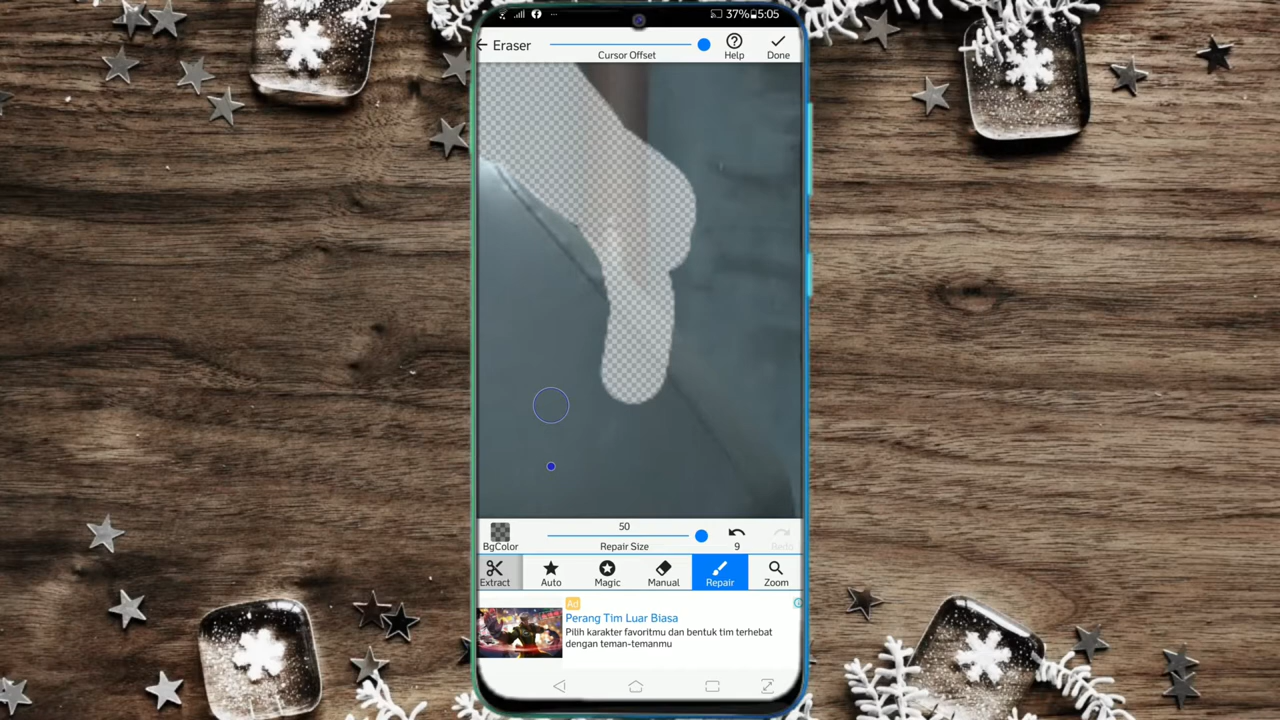 37% 5:05
Eraser
Cursor Offset
Help
Done
50
BgColor
Repair Size
9
Redo
Extract
Auto
Magic
Manual
Repair
Zoom
Ad
Perang Tim Luar Biasa
Pilih karakter favoritmu dan bentuk tim terhebat
dengan teman-temanmu